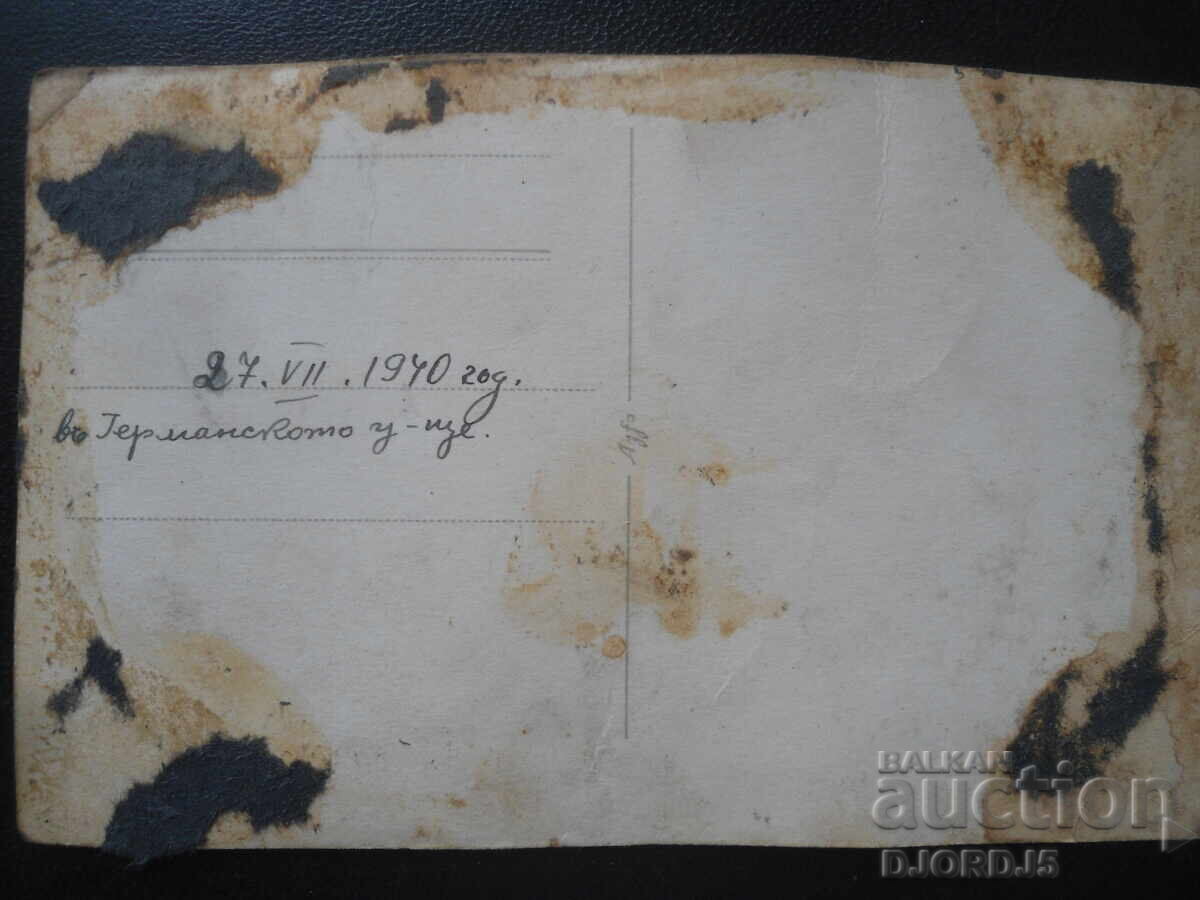 27. VII. 1940 год.
въ Германското у-ще.
BALKAN
auction
DJORDJ5